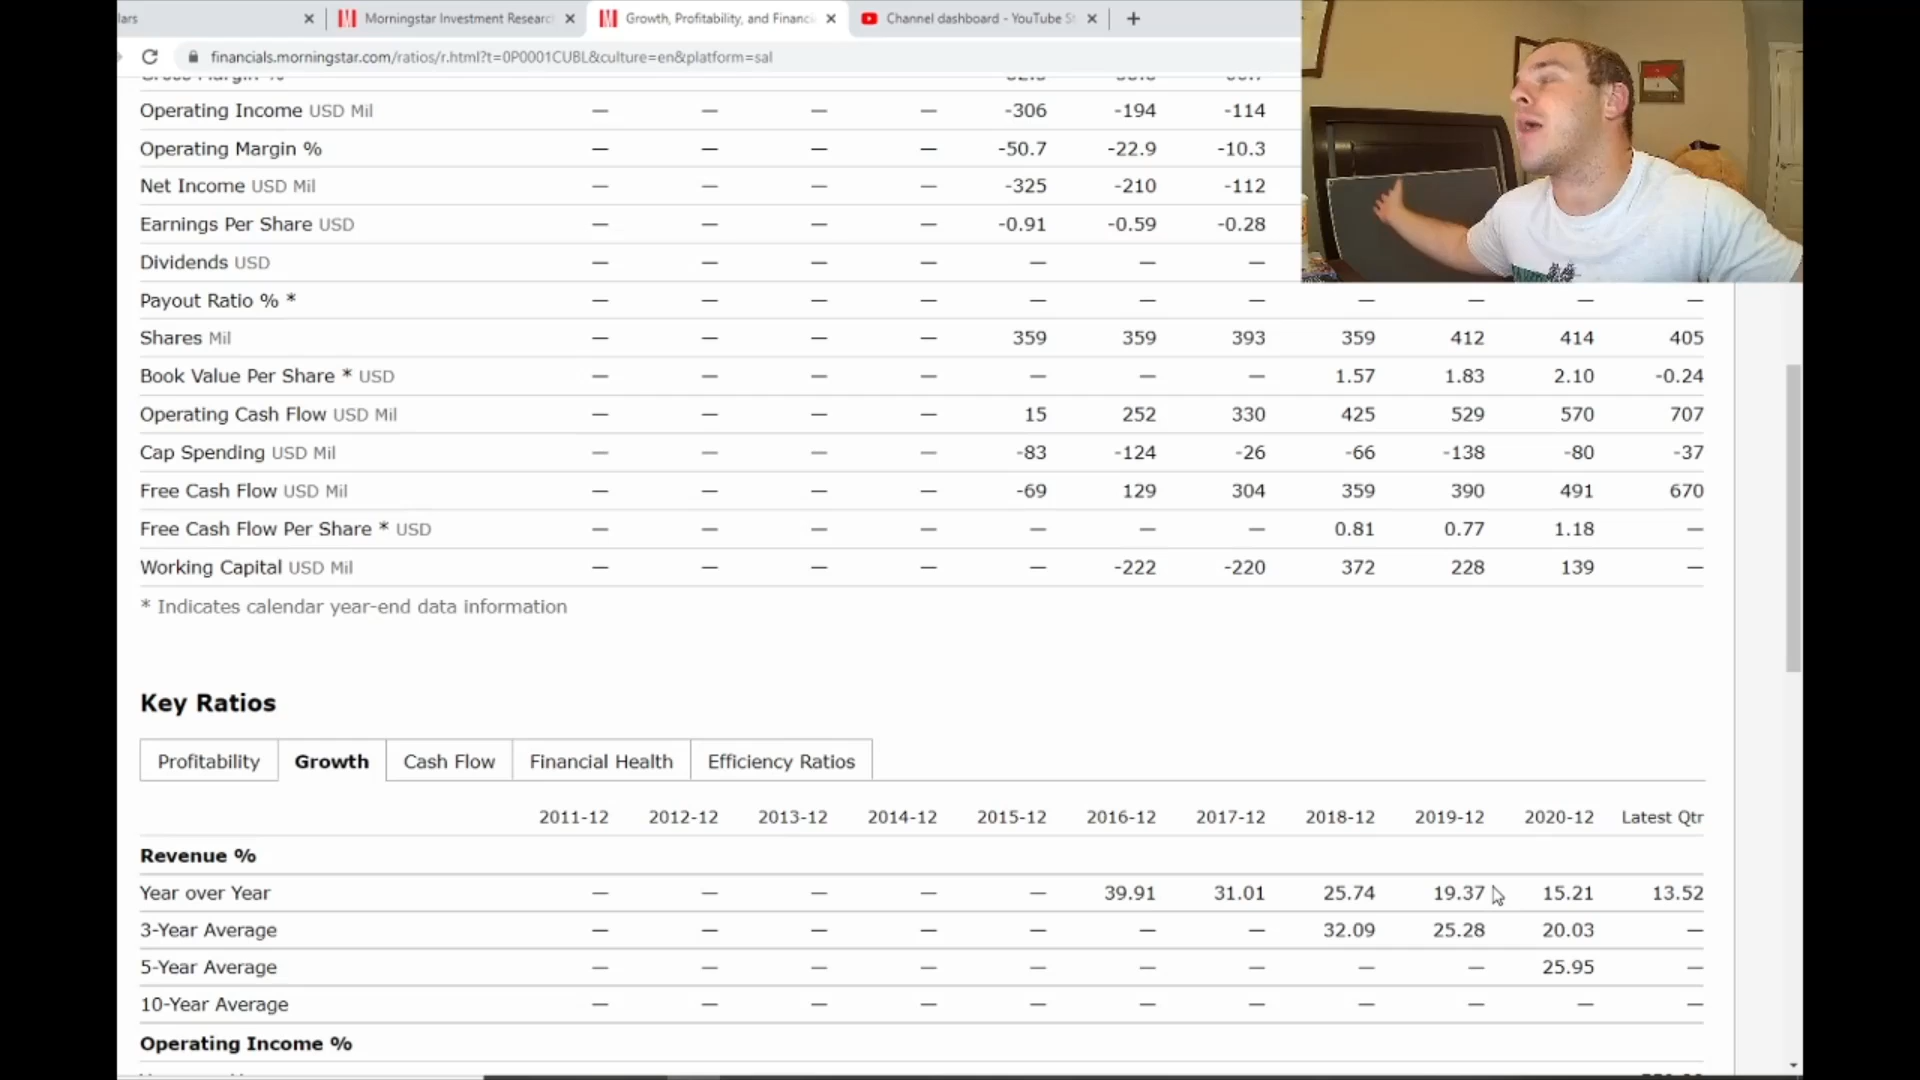 lars
Morningstar Investment Research
Growth, Profitability, and Financi
Channel dashboard - YouTube St
financials.morningstar.com/ratios/r.html?t=0P0001CUBL&culture=en&platform=sal
Gross Margin %
Operating Income USD Mil — — — — -306 -194 -114
Operating Margin % — — — — -50.7 -22.9 -10.3
Net Income USD Mil — — — — -325 -210 -112
Earnings Per Share USD — — — — -0.91 -0.59 -0.28
Dividends USD — — — — — — —
Payout Ratio % * — — — — — — — — — — —
Shares Mil — — — — 359 359 393 359 412 414 405
Book Value Per Share * USD — — — — — — — 1.57 1.83 2.10 -0.24
Operating Cash Flow USD Mil — — — — 15 252 330 425 529 570 707
Cap Spending USD Mil — — — — -83 -124 -26 -66 -138 -80 -37
Free Cash Flow USD Mil — — — — -69 129 304 359 390 491 670
Free Cash Flow Per Share * USD — — — — — — — 0.81 0.77 1.18 —
Working Capital USD Mil — — — — — -222 -220 372 228 139 —
* Indicates calendar year-end data information
Key Ratios
Profitability Growth Cash Flow Financial Health Efficiency Ratios
2011-12 2012-12 2013-12 2014-12 2015-12 2016-12 2017-12 2018-12 2019-12 2020-12 Latest Qtr
Revenue %
Year over Year — — — — — 39.91 31.01 25.74 19.37 15.21 13.52
3-Year Average — — — — — — — 32.09 25.28 20.03 —
5-Year Average — — — — — — — — — 25.95 —
10-Year Average — — — — — — — — — — —
Operating Income %